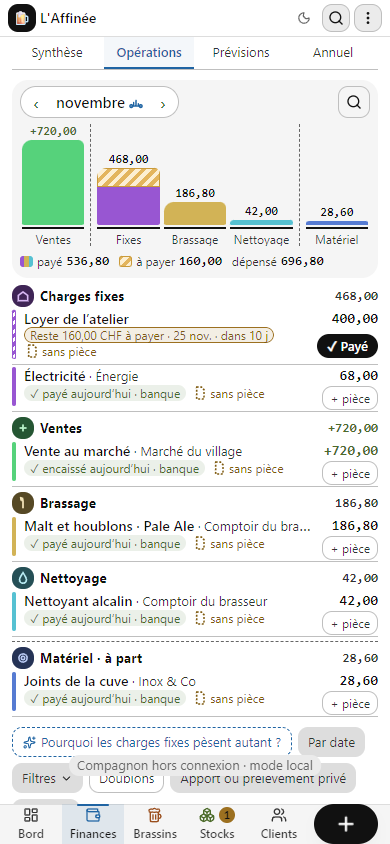 L'Affinée
Synthèse Opérations Prévisions Annuel
‹ novembre ›
+720,00
468,00
186,80
42,00
28,60
Ventes Fixes Brassage Nettoyage Matériel
payé 536,80 à payer 160,00 dépensé 696,80
Charges fixes 468,00
Loyer de l’atelier 400,00
Reste 160,00 CHF à payer · 25 nov. · dans 10 j
sans pièce
✓ Payé
Électricité · Énergie 68,00
✓ payé aujourd’hui · banque sans pièce + pièce
Ventes +720,00
Vente au marché · Marché du village +720,00
✓ encaissé aujourd’hui · banque sans pièce + pièce
Brassage 186,80
Malt et houblons · Pale Ale · Comptoir du bra… 186,80
✓ payé aujourd’hui · banque sans pièce + pièce
Nettoyage 42,00
Nettoyant alcalin · Comptoir du brasseur 42,00
✓ payé aujourd’hui · banque sans pièce + pièce
Matériel · à part 28,60
Joints de la cuve · Inox & Co 28,60
✓ payé aujourd’hui · banque sans pièce + pièce
Pourquoi les charges fixes pèsent autant ? Par date
Compagnon hors connexion · mode local
Filtres Doublons Apport ou prélèvement privé
Bord Finances Brassins Stocks 1 Clients +